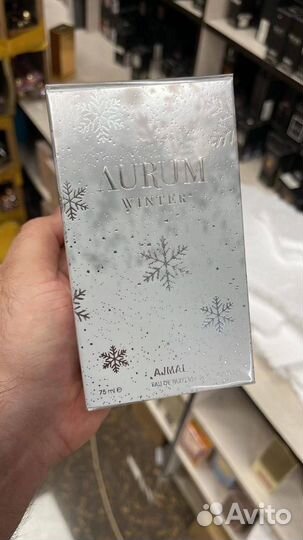 AURUM
WINTER
AJMAL
EAU DE PARFUM
75 ml e
Avito